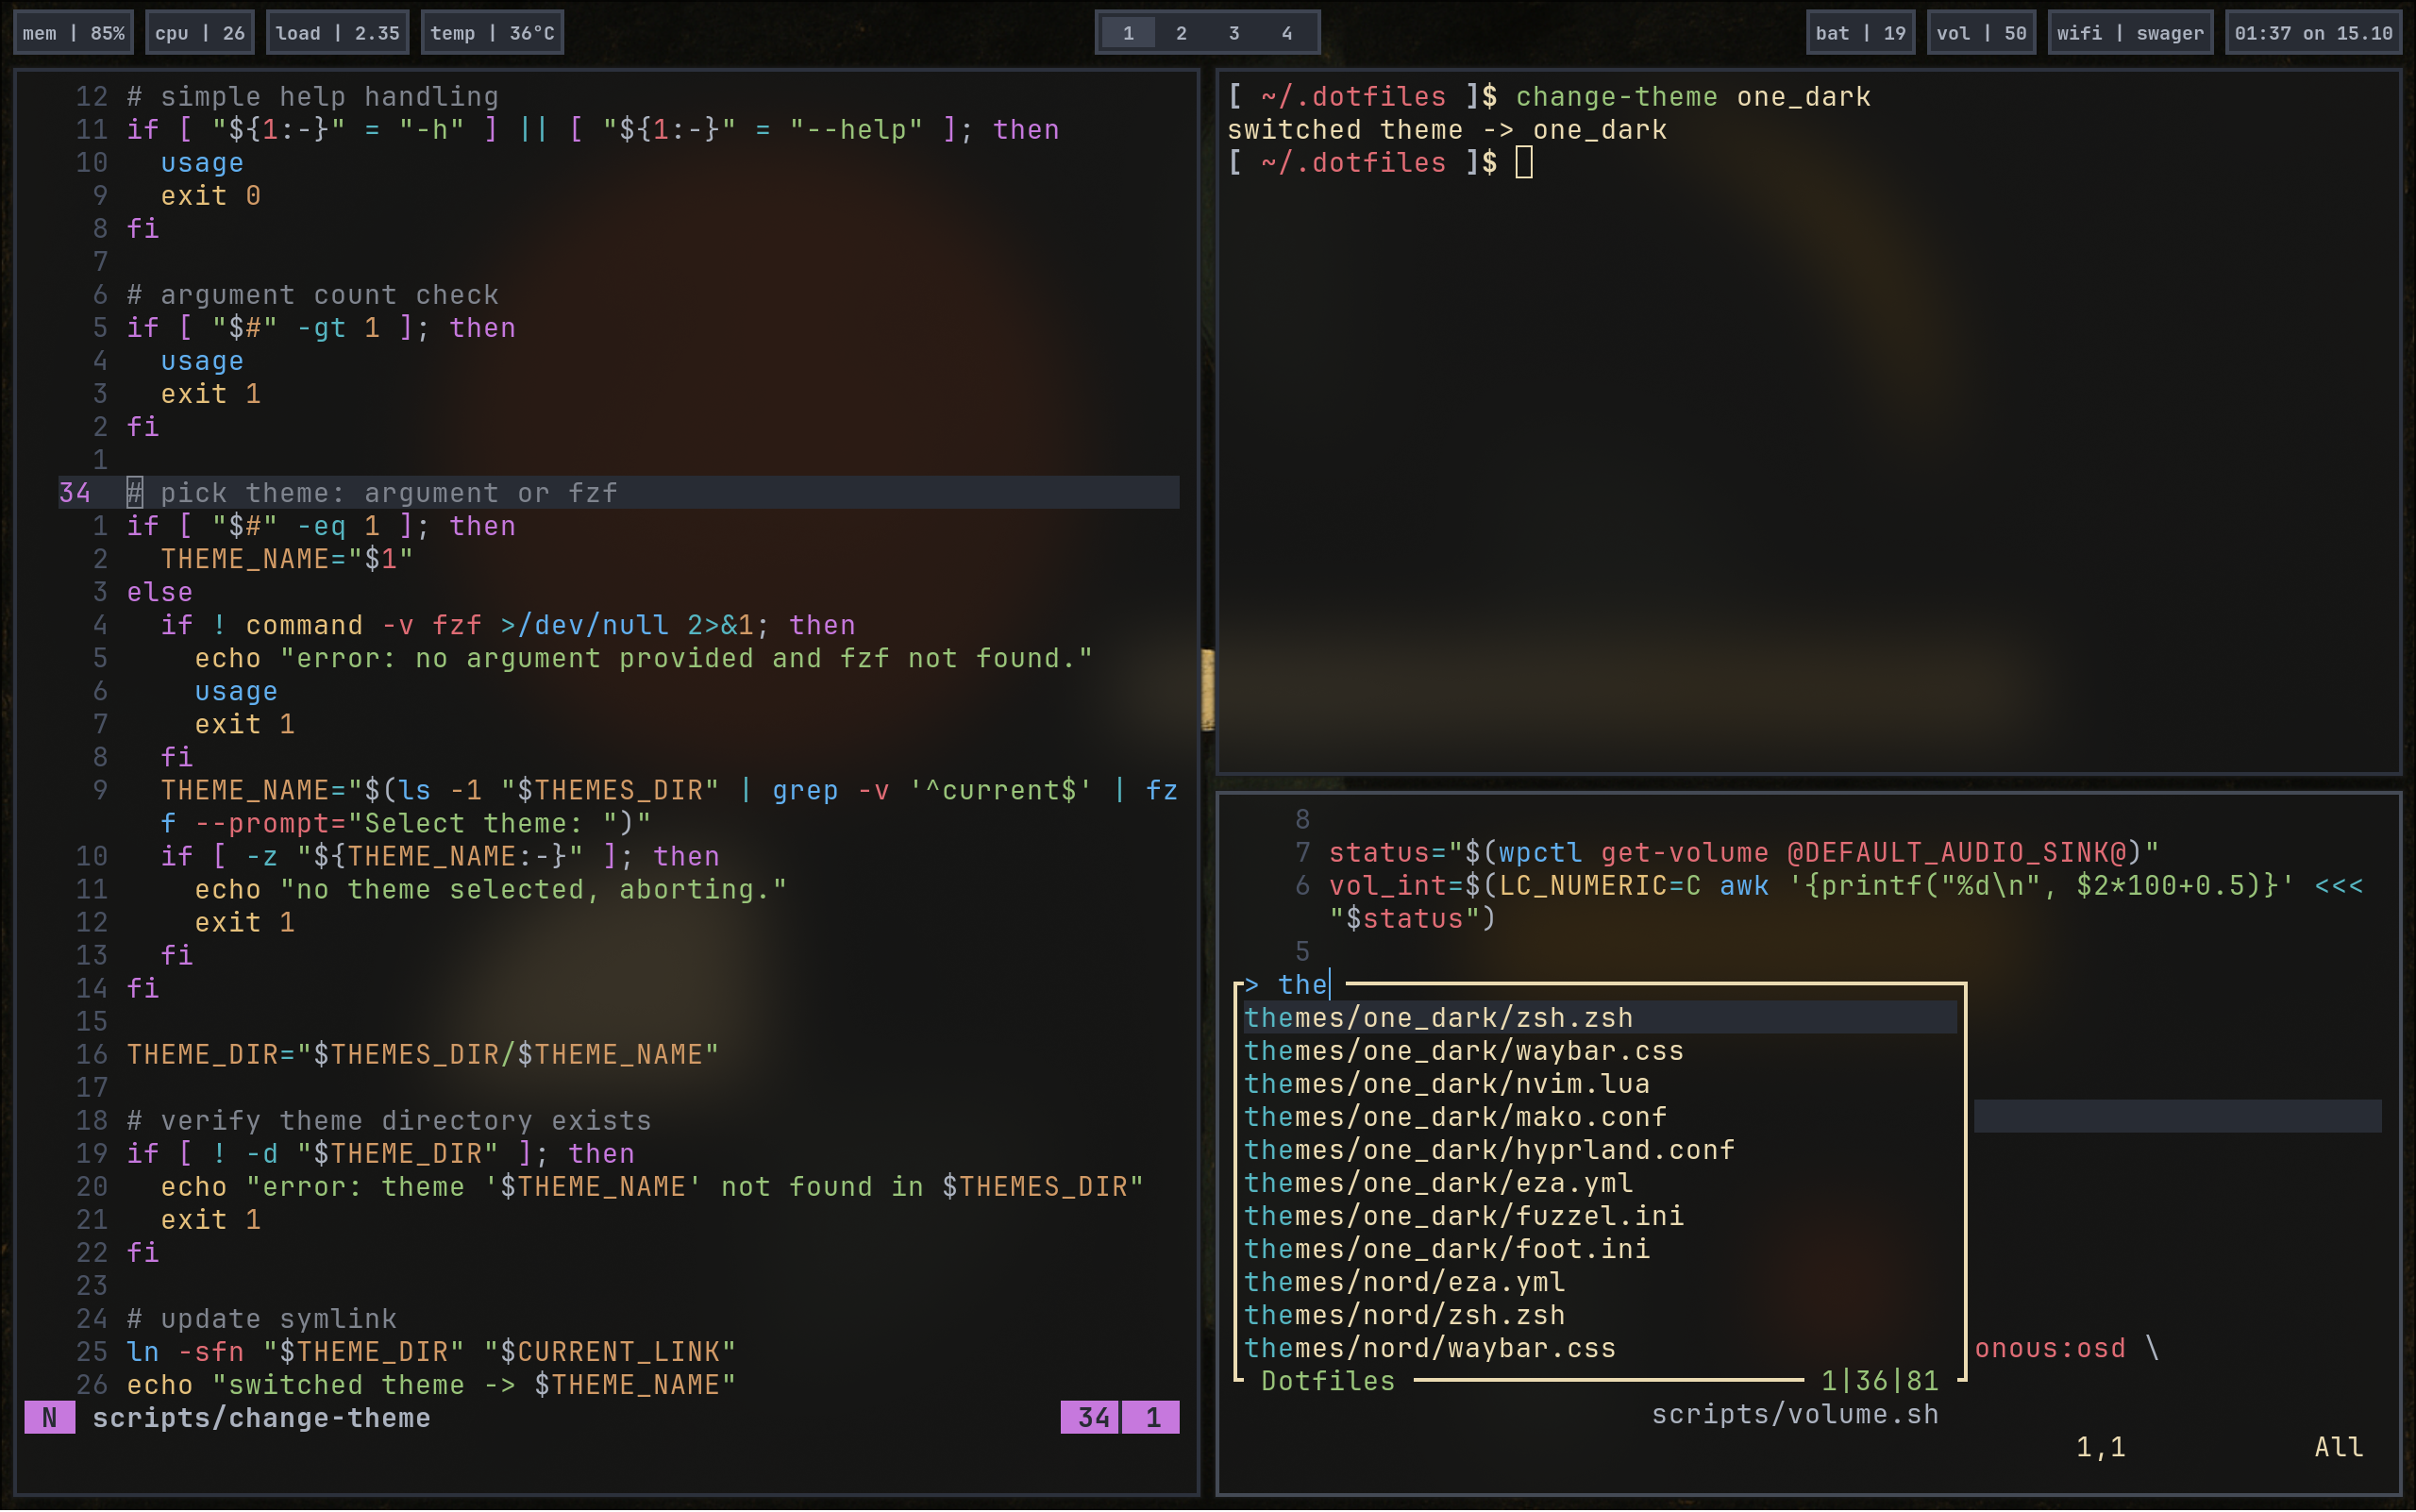 mem | 85% cpu | 26 load | 2.35 temp | 36°C 1 2 3 4 bat | 19 vol | 50 wifi | swager 01:37 on 15.10
12 # simple help handling
11 if [ "${1:-}" = "-h" ] || [ "${1:-}" = "--help" ]; then
10   usage
9   exit 0
8 fi
7
6 # argument count check
5 if [ "$#" -gt 1 ]; then
4   usage
3   exit 1
2 fi
1
34 # pick theme: argument or fzf
1 if [ "$#" -eq 1 ]; then
2   THEME_NAME="$1"
3 else
4   if ! command -v fzf >/dev/null 2>&1; then
5     echo "error: no argument provided and fzf not found."
6     usage
7     exit 1
8   fi
9   THEME_NAME="$(ls -1 "$THEMES_DIR" | grep -v '^current$' | fz
  f --prompt="Select theme: ")"
10   if [ -z "${THEME_NAME:-}" ]; then
11     echo "no theme selected, aborting."
12     exit 1
13   fi
14 fi
15
16 THEME_DIR="$THEMES_DIR/$THEME_NAME"
17
18 # verify theme directory exists
19 if [ ! -d "$THEME_DIR" ]; then
20   echo "error: theme '$THEME_NAME' not found in $THEMES_DIR"
21   exit 1
22 fi
23
24 # update symlink
25 ln -sfn "$THEME_DIR" "$CURRENT_LINK"
26 echo "switched theme -> $THEME_NAME"
N scripts/change-theme 34 1
[ ~/.dotfiles ]$ change-theme one_dark
switched theme -> one_dark
[ ~/.dotfiles ]$
8
7 status="$(wpctl get-volume @DEFAULT_AUDIO_SINK@)"
6 vol_int=$(LC_NUMERIC=C awk '{printf("%d\n", $2*100+0.5)}' <<<
"$status")
5
> the
themes/one_dark/zsh.zsh
themes/one_dark/waybar.css
themes/one_dark/nvim.lua
themes/one_dark/mako.conf
themes/one_dark/hyprland.conf
themes/one_dark/eza.yml
themes/one_dark/fuzzel.ini
themes/one_dark/foot.ini
themes/nord/eza.yml
themes/nord/zsh.zsh
themes/nord/waybar.css onous:osd \
Dotfiles 1|36|81
scripts/volume.sh
1,1 All